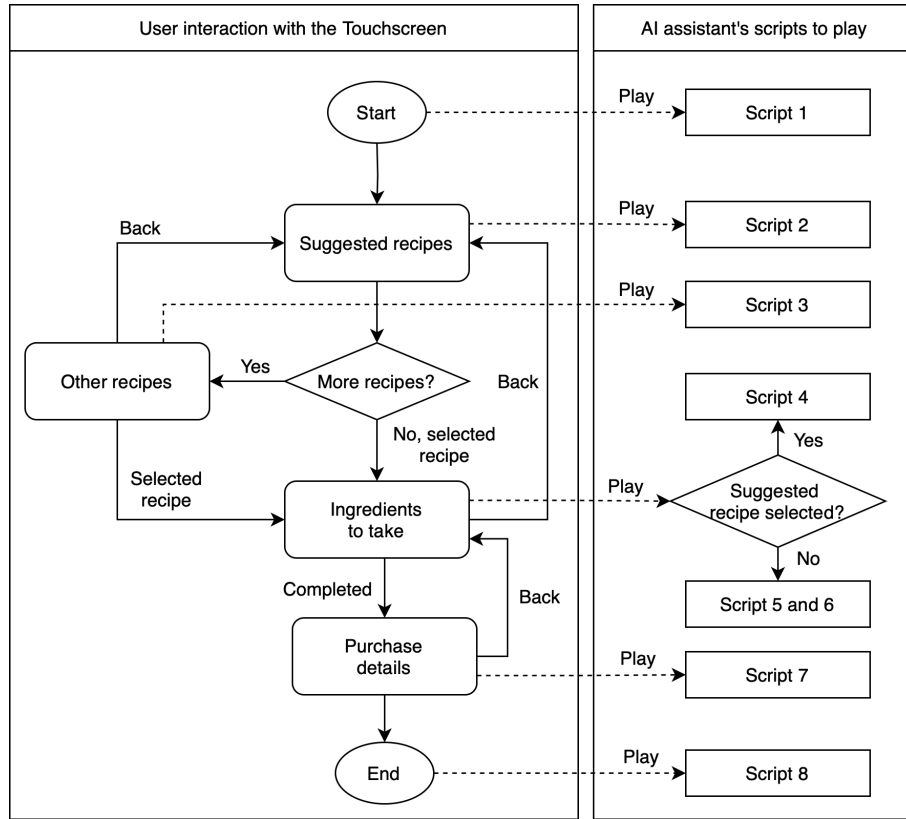 User interaction with the Touchscreen
AI assistant's scripts to play
Start
Play
Script 1
Back
Suggested recipes
Play
Script 2
Play
Script 3
Other recipes
Yes
More recipes?
Back
Script 4
Yes
No, selected
recipe
Selected
recipe
Ingredients
to take
Play
Suggested
recipe selected?
No
Completed
Back
Script 5 and 6
Purchase
details
Play
Script 7
End
Play
Script 8